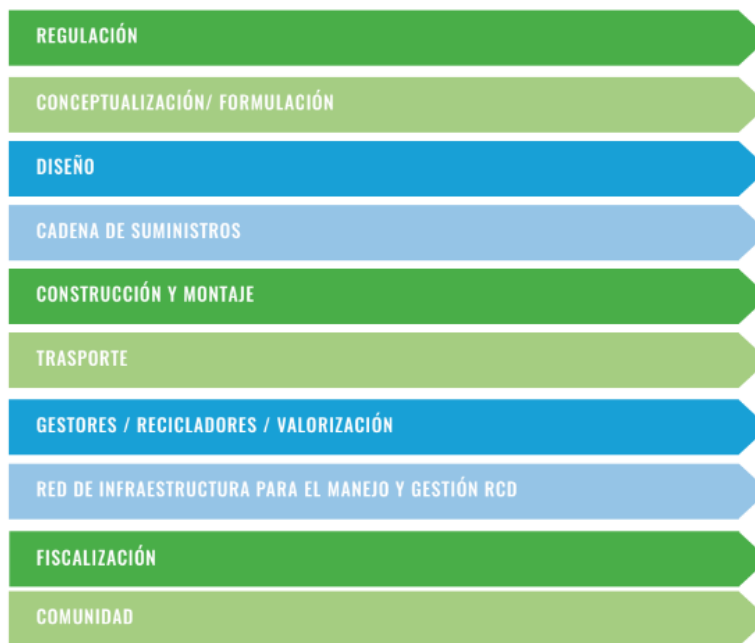 REGULACIÓN
CONCEPTUALIZACIÓN/ FORMULACIÓN
DISEÑO
CADENA DE SUMINISTROS
CONSTRUCCIÓN Y MONTAJE
TRASPORTE
GESTORES / RECICLADORES / VALORIZACIÓN
RED DE INFRAESTRUCTURA PARA EL MANEJO Y GESTIÓN RCD
FISCALIZACIÓN
COMUNIDAD